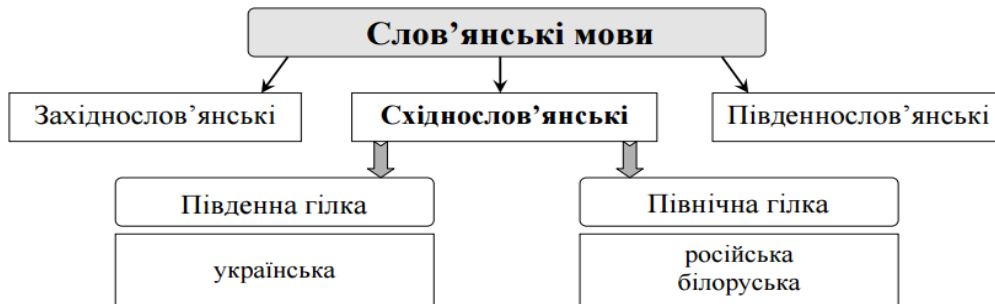 Слов’янські мови
Західнослов’янські
Східнослов’янські
Південнослов’янські
Південна гілка
Північна гілка
українська
російська
білоруська